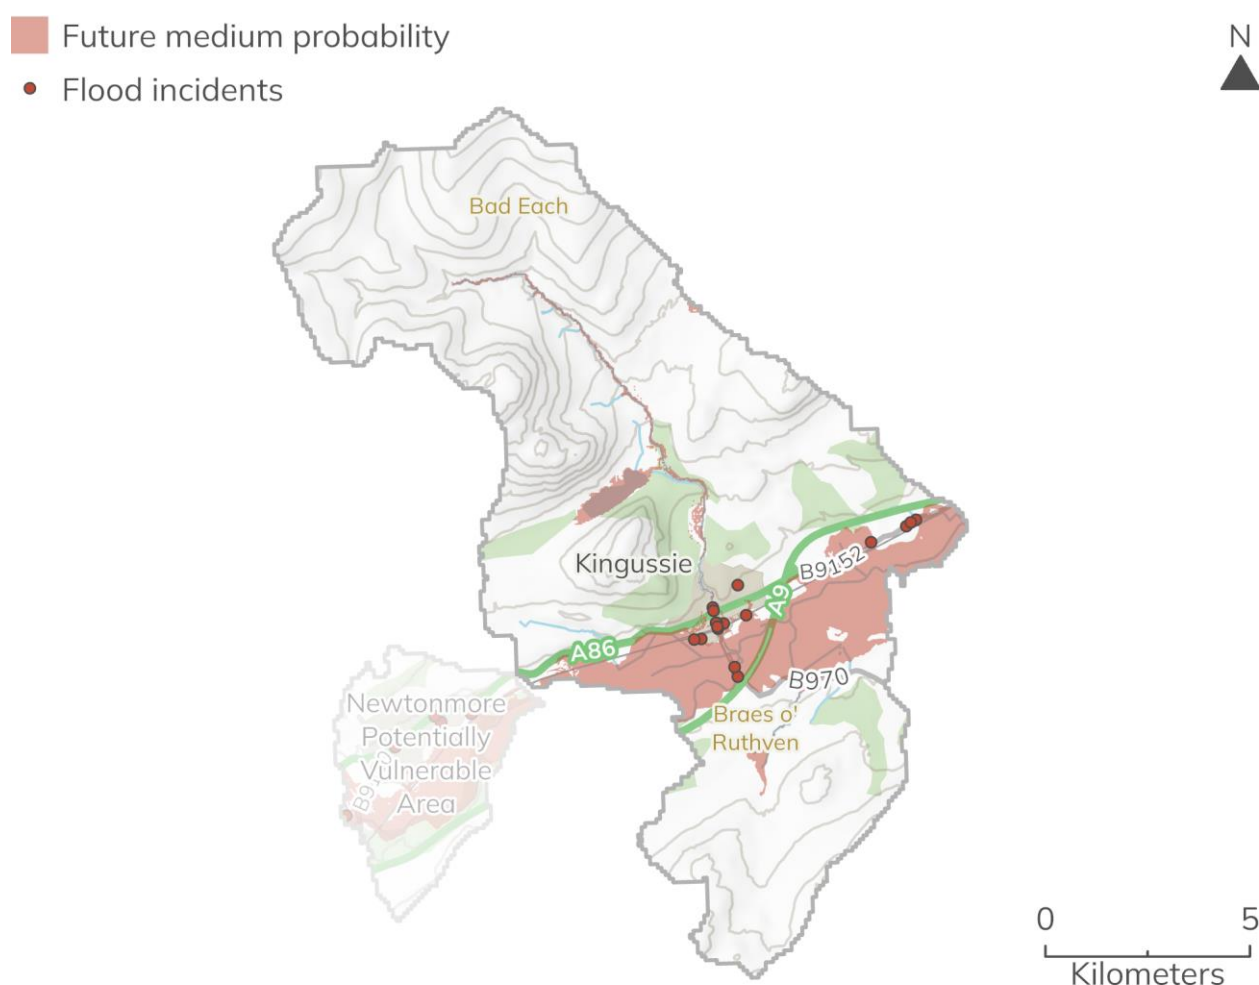 Future medium probability
Flood incidents
N
Bad Each
Kingussie
B9152
A9
A86
B970
Newtonmore
Potentially
Vulnerable
Area
Braes o'
Ruthven
0 5
Kilometers